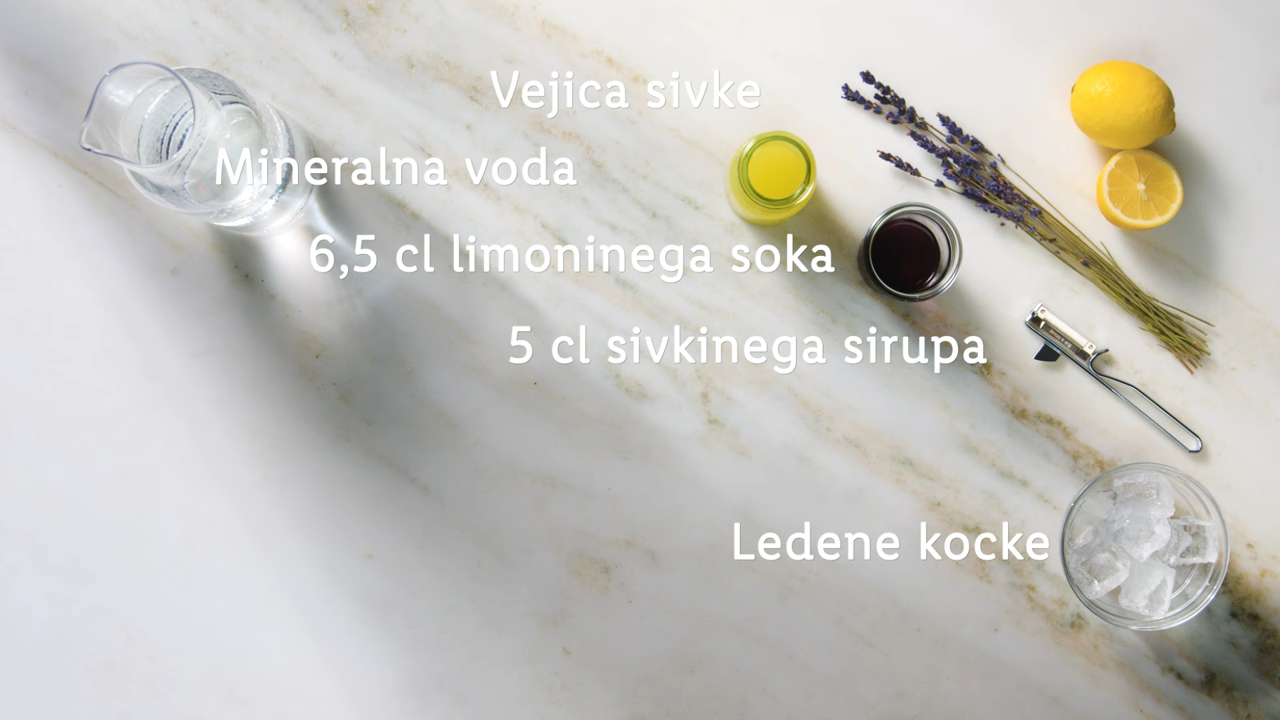 Vejica sivke
Mineralna voda
6,5 cl limoninega soka
5 cl sivkinega sirupa
Ledene kocke